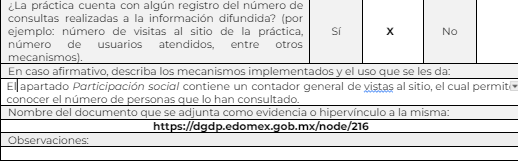 ¿La práctica cuenta con algún registro del número de
consultas realizadas a la información difundida? (por
ejemplo: número de visitas al sitio de la práctica,
número de usuarios atendidos, entre otros
mecanismos).
Sí X No
En caso afirmativo, describa los mecanismos implementados y el uso que se les da:
El apartado Participación social contiene un contador general de vistas al sitio, el cual permite
conocer el número de personas que lo han consultado.
Nombre del documento que se adjunta como evidencia o hipervínculo a la misma:
https://dgdp.edomex.gob.mx/node/216
Observaciones: